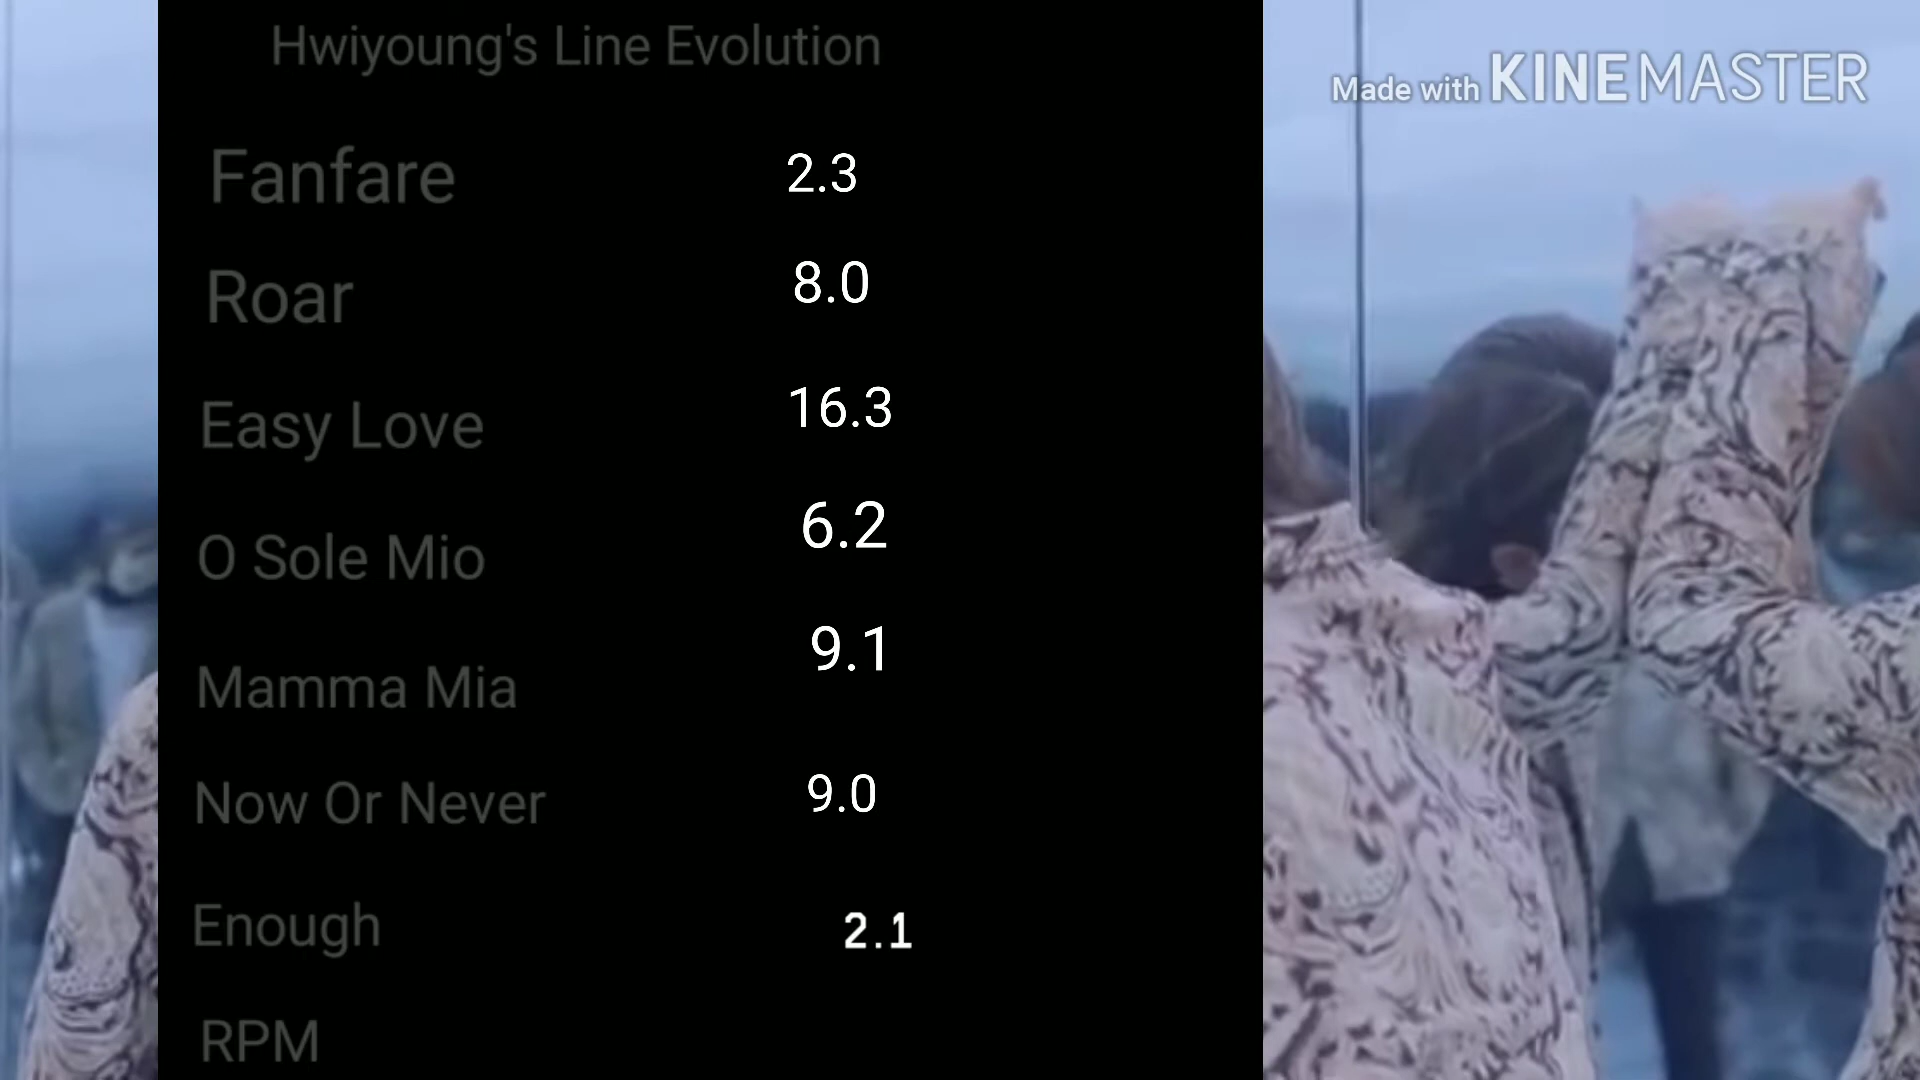 Hwiyoung's Line Evolution
Made with KINEMASTER
Fanfare 2.3
Roar 8.0
Easy Love 16.3
O Sole Mio 6.2
Mamma Mia 9.1
Now Or Never 9.0
Enough 2.1
RPM